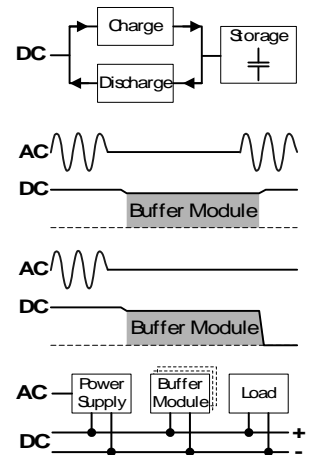 Charge
Storage
DC
Discharge
AC
DC
Buffer Module
AC
DC
Buffer Module
AC
Power Supply
Buffer Module
Load
DC
+
-